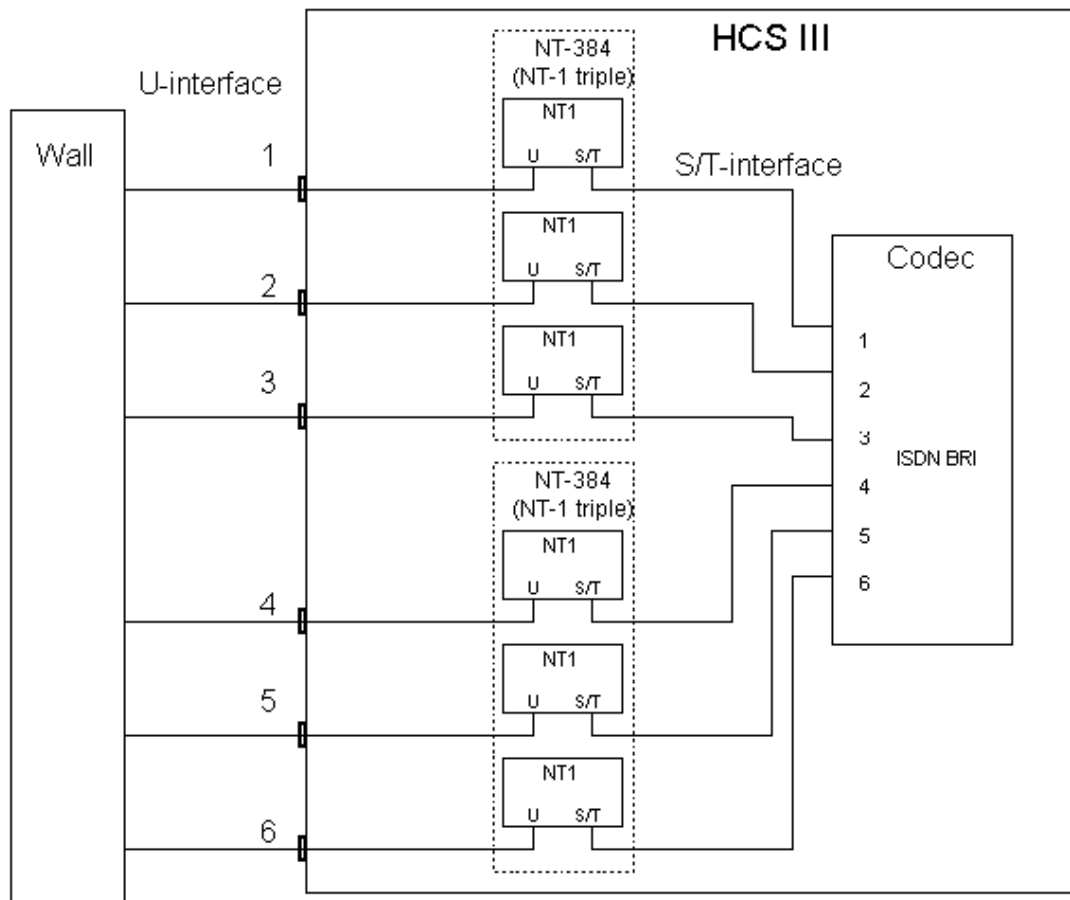 HCS III
NT-384
(NT-1 triple)
U-interface
NT1
U S/T
Wall
1
S/T-interface
NT1
U S/T
Codec
2
NT1
U S/T
3
1
2
3
ISDN BRI
4
5
6
NT-384
(NT-1 triple)
NT1
U S/T
4
NT1
U S/T
5
NT1
U S/T
6